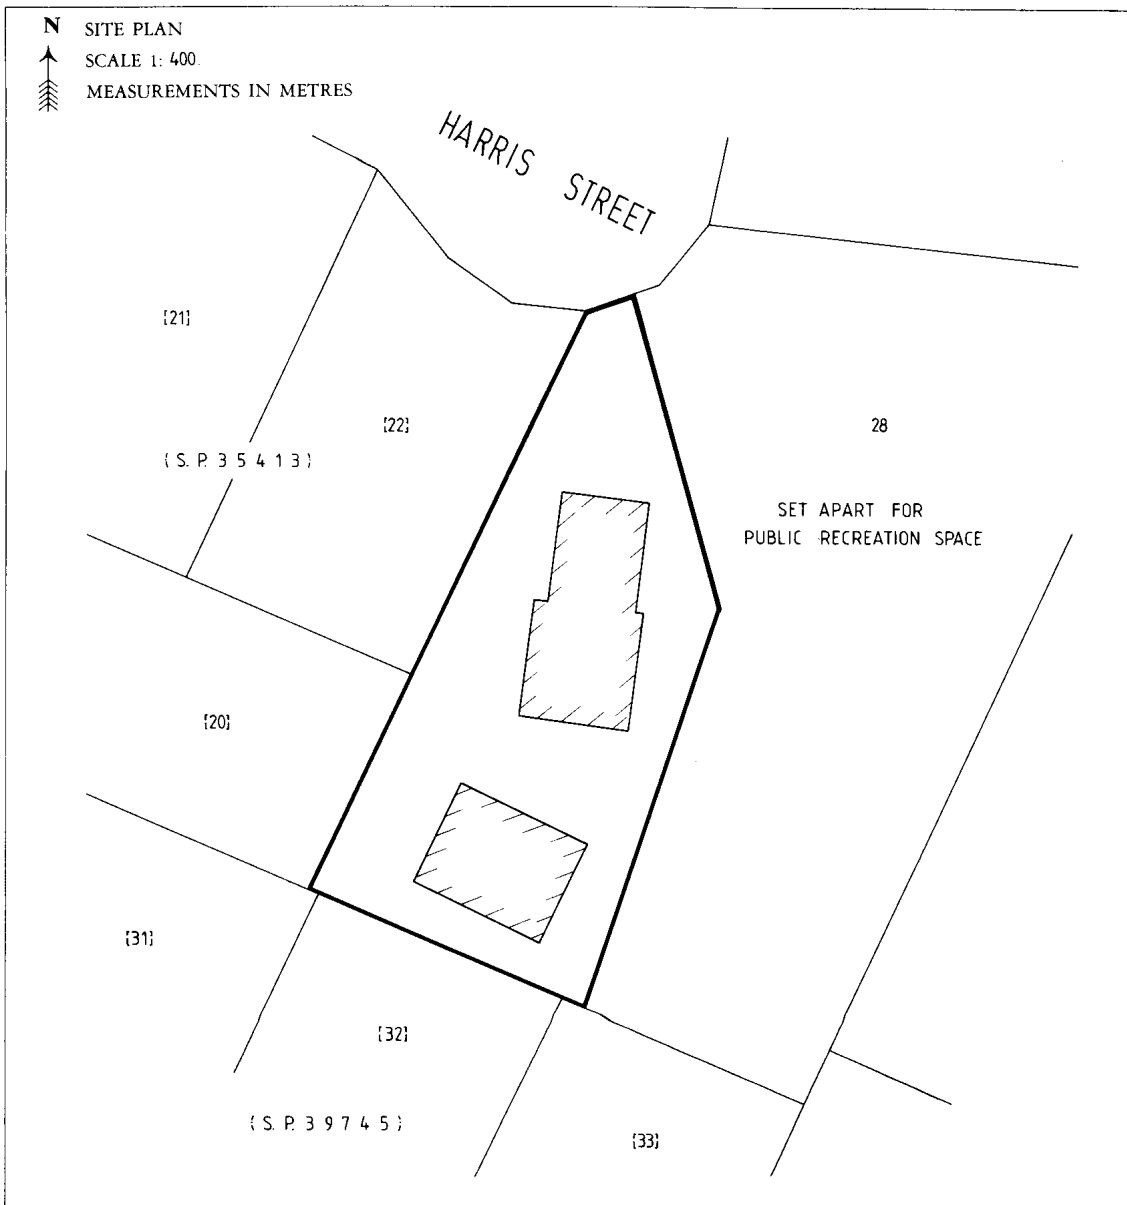 N SITE PLAN
SCALE 1: 400.
MEASUREMENTS IN METRES
HARRIS STREET
[21]
[22]
28
(S. P. 3 5 4 1 3)
SET APART FOR
PUBLIC RECREATION SPACE
[20]
[31]
[32]
(S. P. 3 9 7 4 5)
[33]